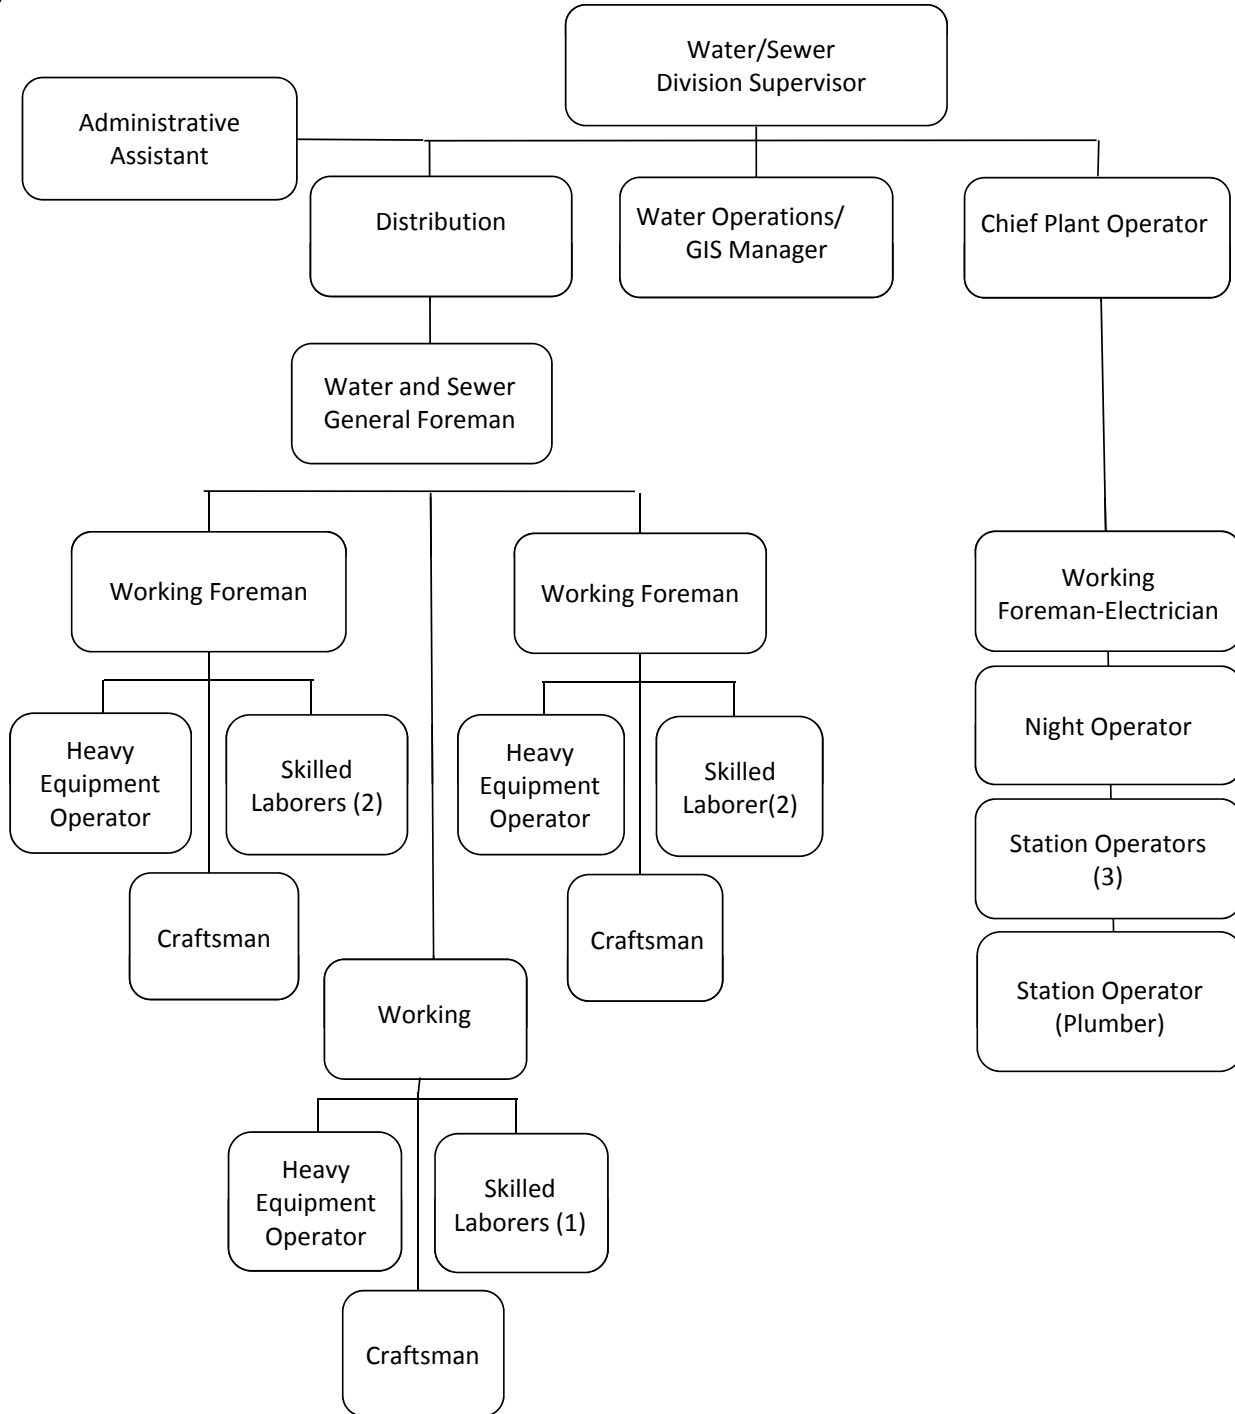 Water/Sewer
Division Supervisor
Administrative
Assistant
Distribution
Water Operations/
GIS Manager
Chief Plant Operator
Water and Sewer
General Foreman
Working Foreman
Working Foreman
Working
Foreman-Electrician
Heavy
Equipment
Operator
Skilled
Laborers (2)
Heavy
Equipment
Operator
Skilled
Laborer(2)
Night Operator
Station Operators
(3)
Craftsman
Craftsman
Working
Station Operator
(Plumber)
Heavy
Equipment
Operator
Skilled
Laborers (1)
Craftsman